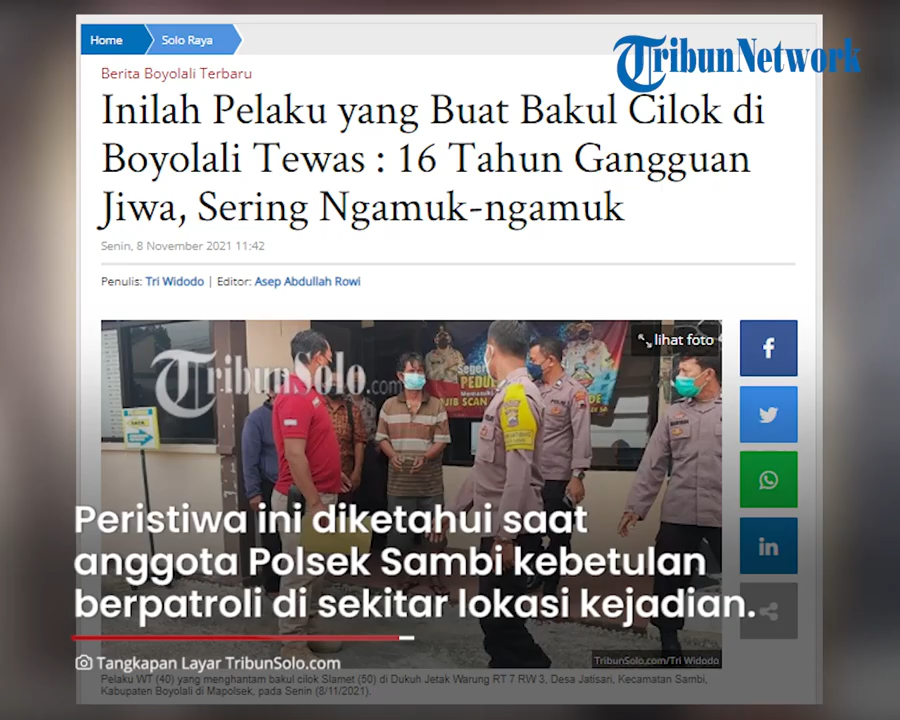 Home
Solo Raya
TribunNetwork
Berita Boyolali Terbaru
Inilah Pelaku yang Buat Bakul Cilok di
Boyolali Tewas : 16 Tahun Gangguan
Jiwa, Sering Ngamuk-ngamuk
Senin, 8 November 2021 11:42
Penulis: Tri Widodo | Editor: Asep Abdullah Rowi
lihat foto
TribunSolo.com
Peristiwa ini diketahui saat
anggota Polsek Sambi kebetulan
berpatroli di sekitar lokasi kejadian.
Tangkapan Layar TribunSolo.com
TribunSolo.com/Tri Widodo
Pelaku WT (40) yang menghantam bakul cilok Slamet (50) di Dukuh Jetak Warung RT 7 RW 3, Desa Jatisari, Kecamatan Sambi,
Kabupaten Boyolali di Mapolsek, pada Senin (8/11/2021).